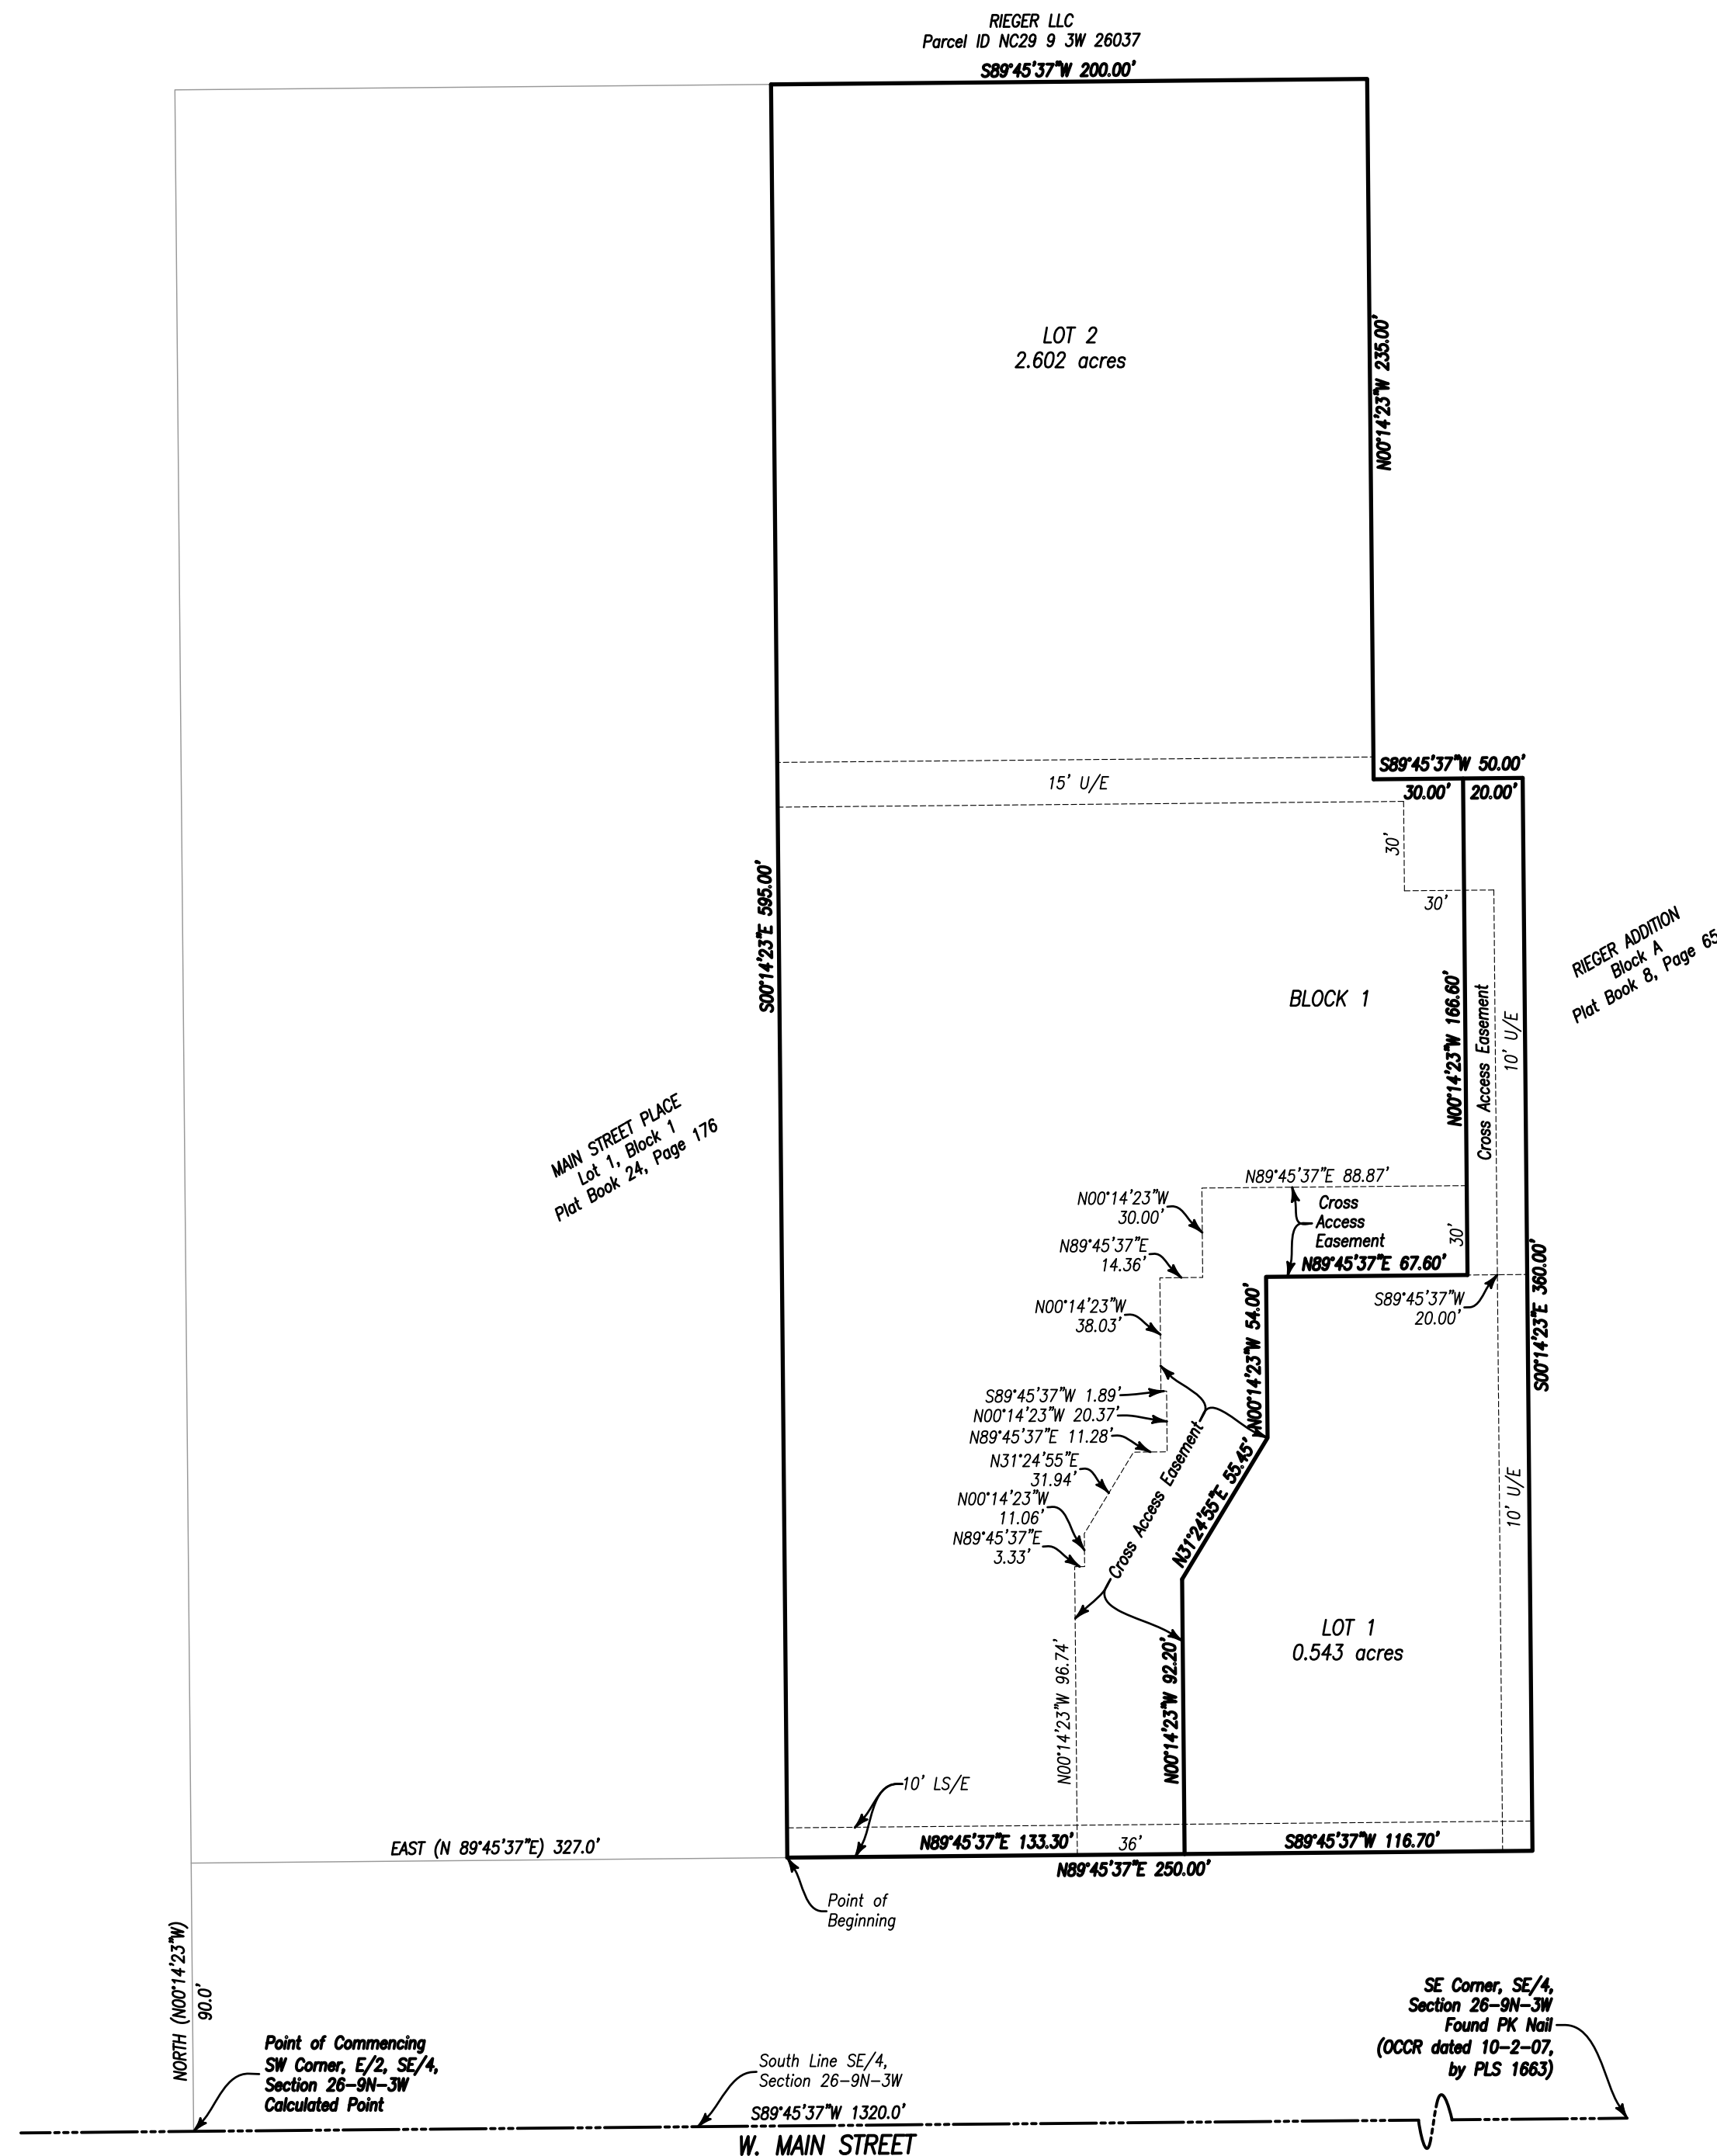 RIEGER LLC
Parcel ID NC29 9 3W 26037
S89°45'37"W 200.00'
LOT 2
2.602 acres
N00°14'23"W 235.00'
S89°45'37"W 50.00'
30.00'
20.00'
15' U/E
30'
30'
S00°14'23"E 595.00'
RIEGER ADDITION
Block A
Plat Book 8, Page 65
BLOCK 1
N00°14'23"W 166.60'
Cross Access Easement
10' U/E
MAIN STREET PLACE
Lot 1, Block 1
Plat Book 24, Page 176
N89°45'37"E 88.87'
N00°14'23"W
30.00'
Cross
Access
Easement
30'
N89°45'37"E
14.36'
N89°45'37"E 67.60'
S00°14'23"E 360.00'
N00°14'23"W
38.03'
N00°14'23"W 54.00'
S89°45'37"W
20.00'
S89°45'37"W 1.89'
N00°14'23"W 20.37'
N89°45'37"E 11.28'
N31°24'55"E
31.94'
Cross Access Easement
N31°24'55"E 55.45'
10' U/E
N00°14'23"W
11.06'
N89°45'37"E
3.33'
LOT 1
0.543 acres
N00°14'23"W 96.74'
N00°14'23"W 92.20'
10' LS/E
EAST (N 89°45'37"E) 327.0'
N89°45'37"E 133.30'
36'
S89°45'37"W 116.70'
N89°45'37"E 250.00'
Point of
Beginning
NORTH (N00°14'23"W)
90.0'
Point of Commencing
SW Corner, E/2, SE/4,
Section 26-9N-3W
Calculated Point
South Line SE/4,
Section 26-9N-3W
S89°45'37"W 1320.0'
SE Corner, SE/4,
Section 26-9N-3W
Found PK Nail
(OCCR dated 10-2-07,
by PLS 1663)
W. MAIN STREET